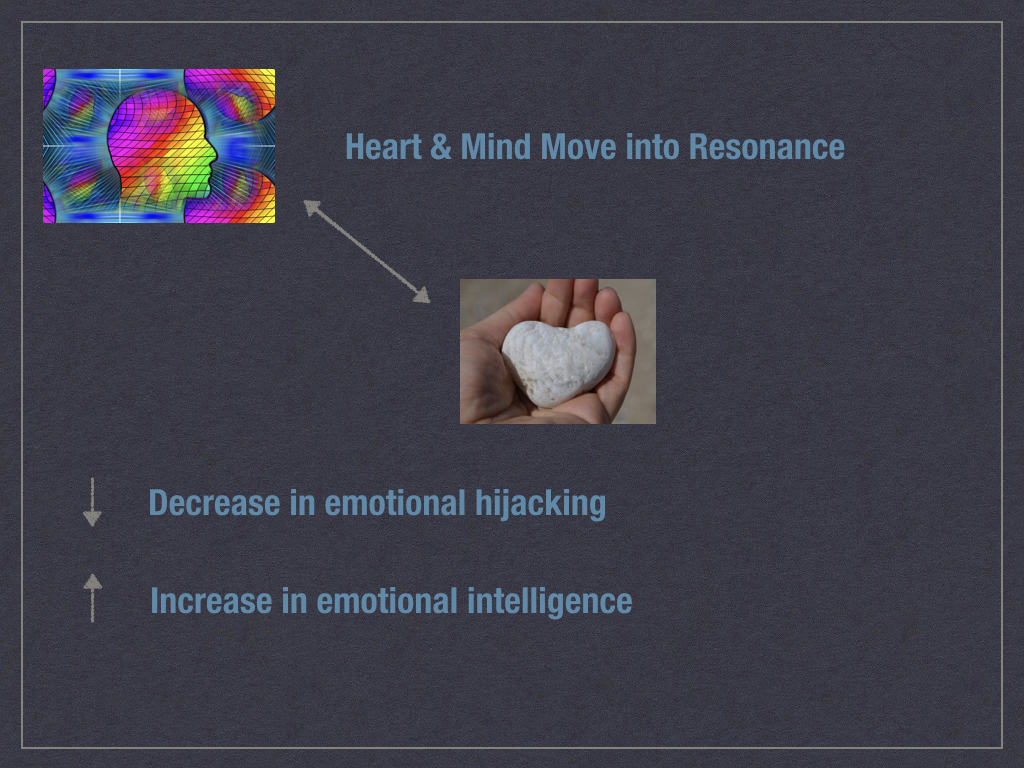 Heart & Mind Move into Resonance
Decrease in emotional hijacking
Increase in emotional intelligence